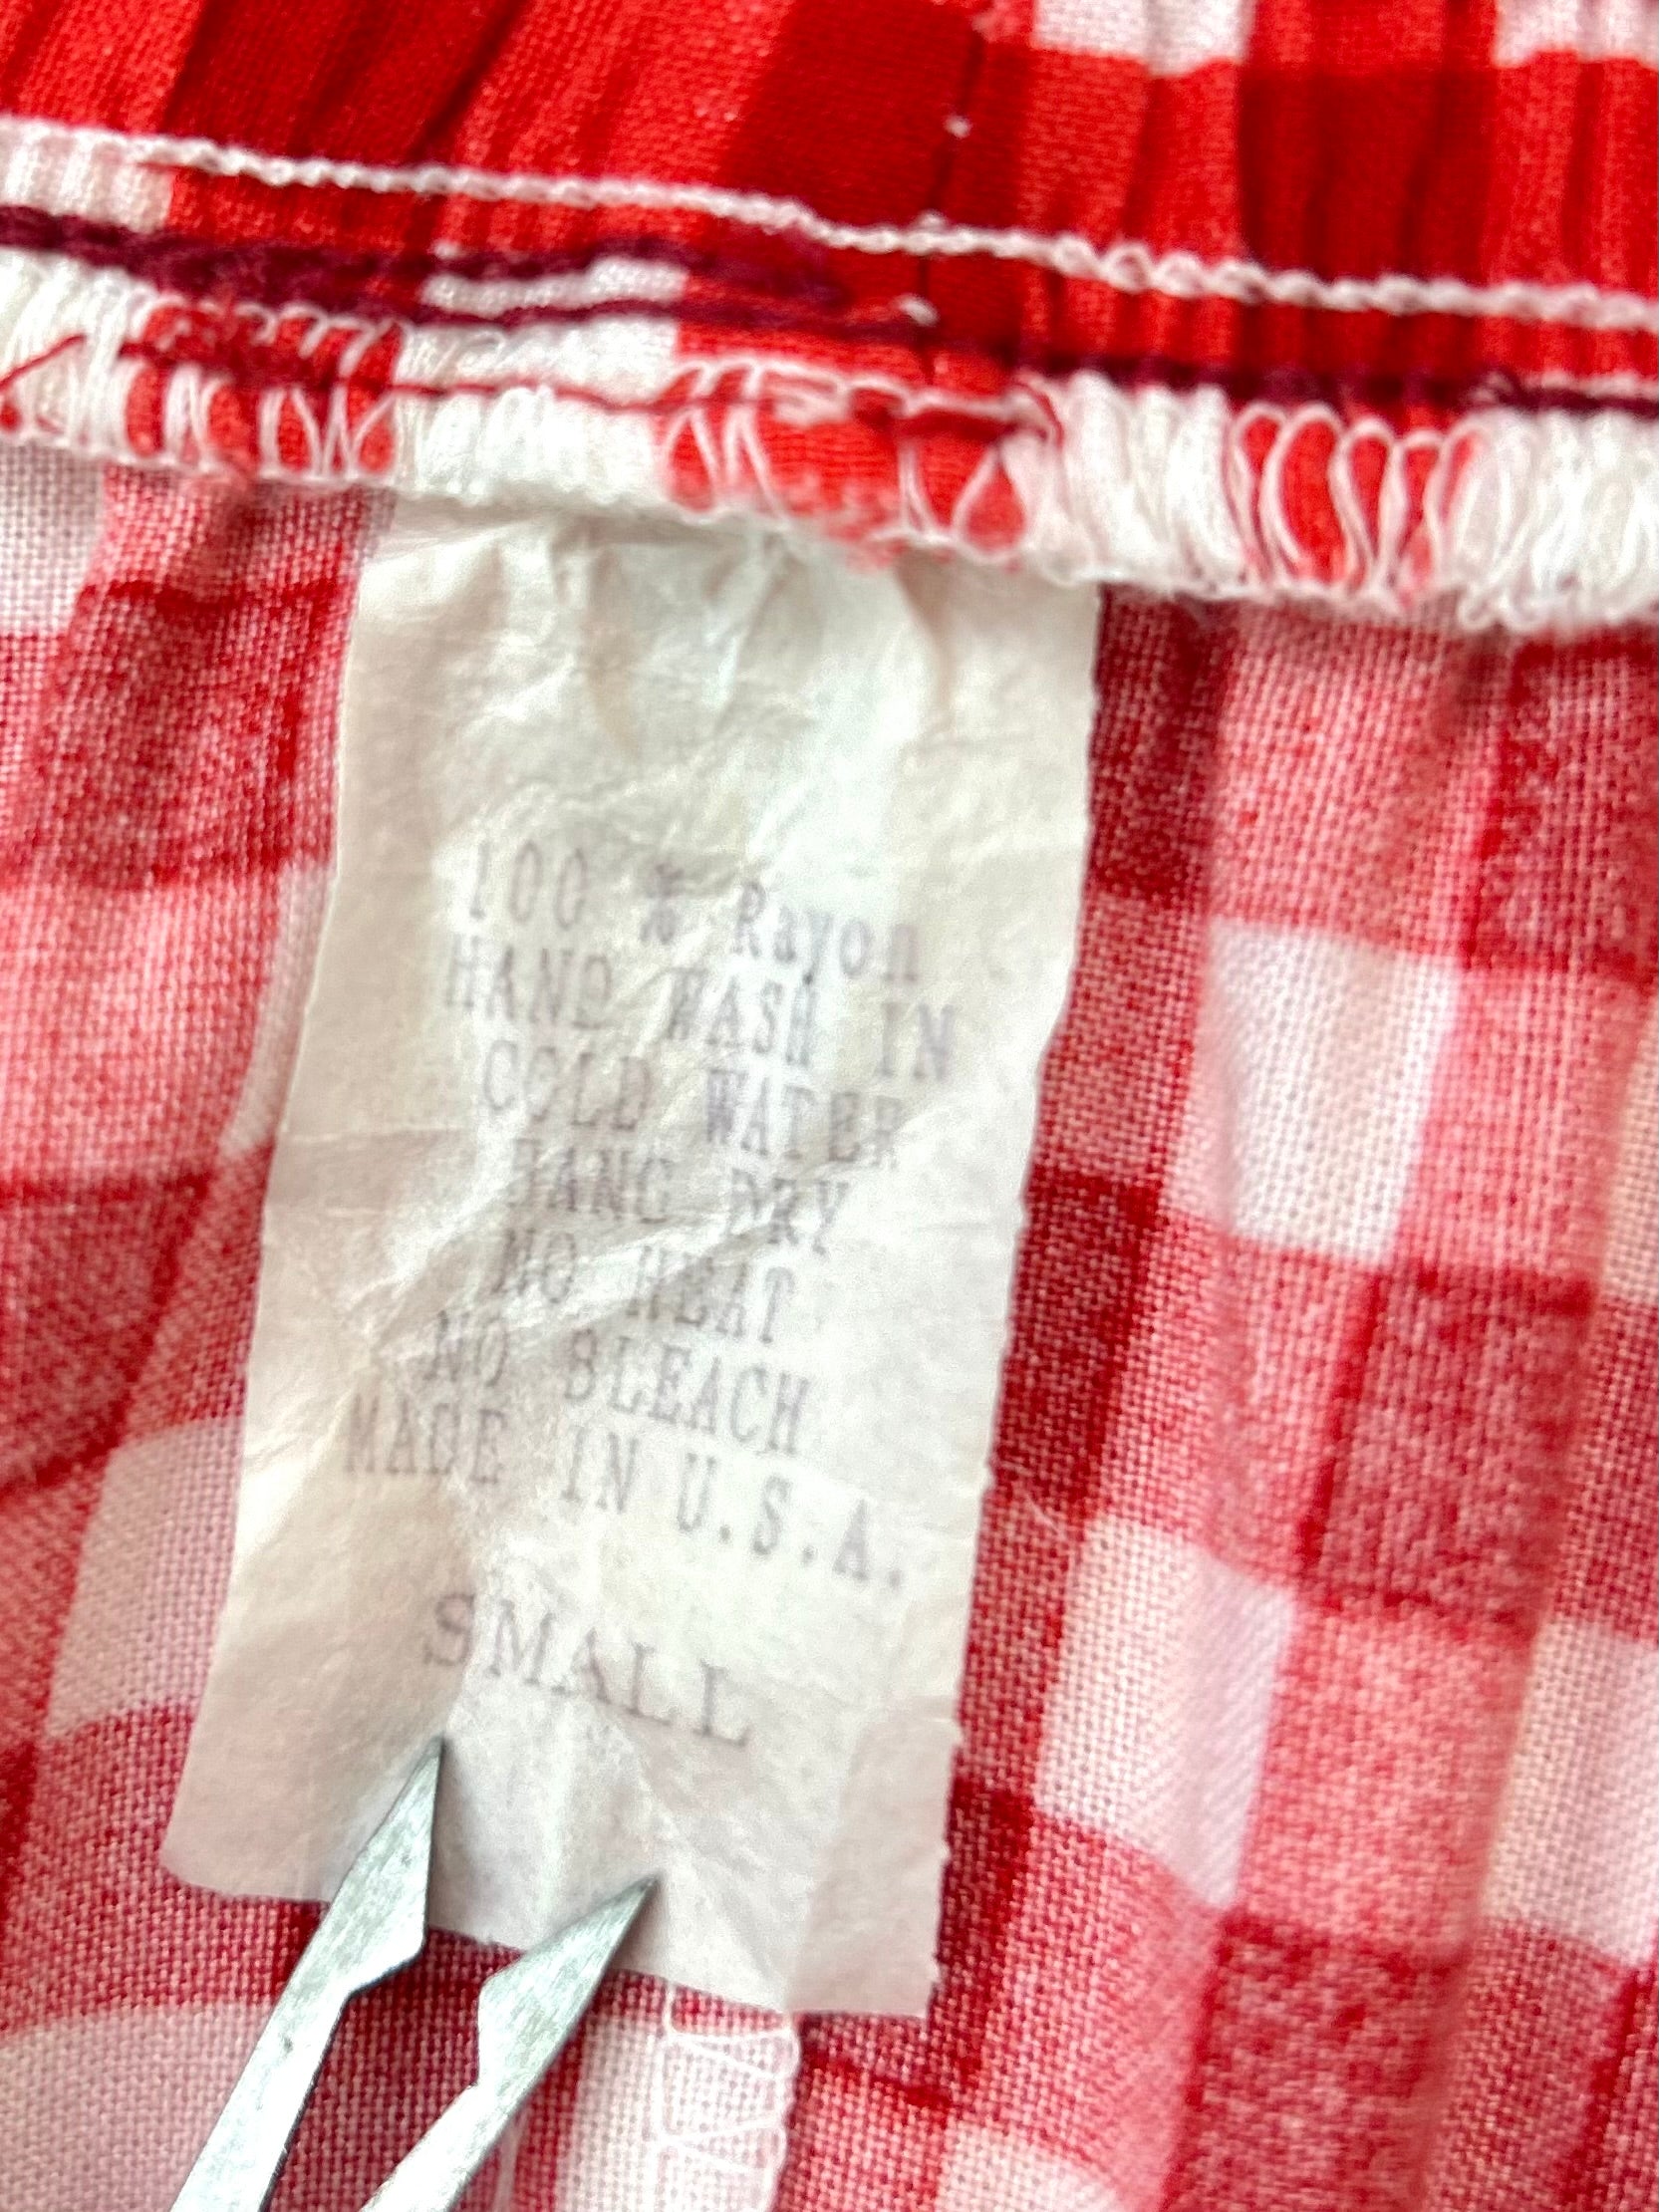 100 % Rayon
HAND WASH IN
COLD WATER
HANG DRY
NO HEAT
NO BLEACH
MADE IN U.S.A.
SMALL